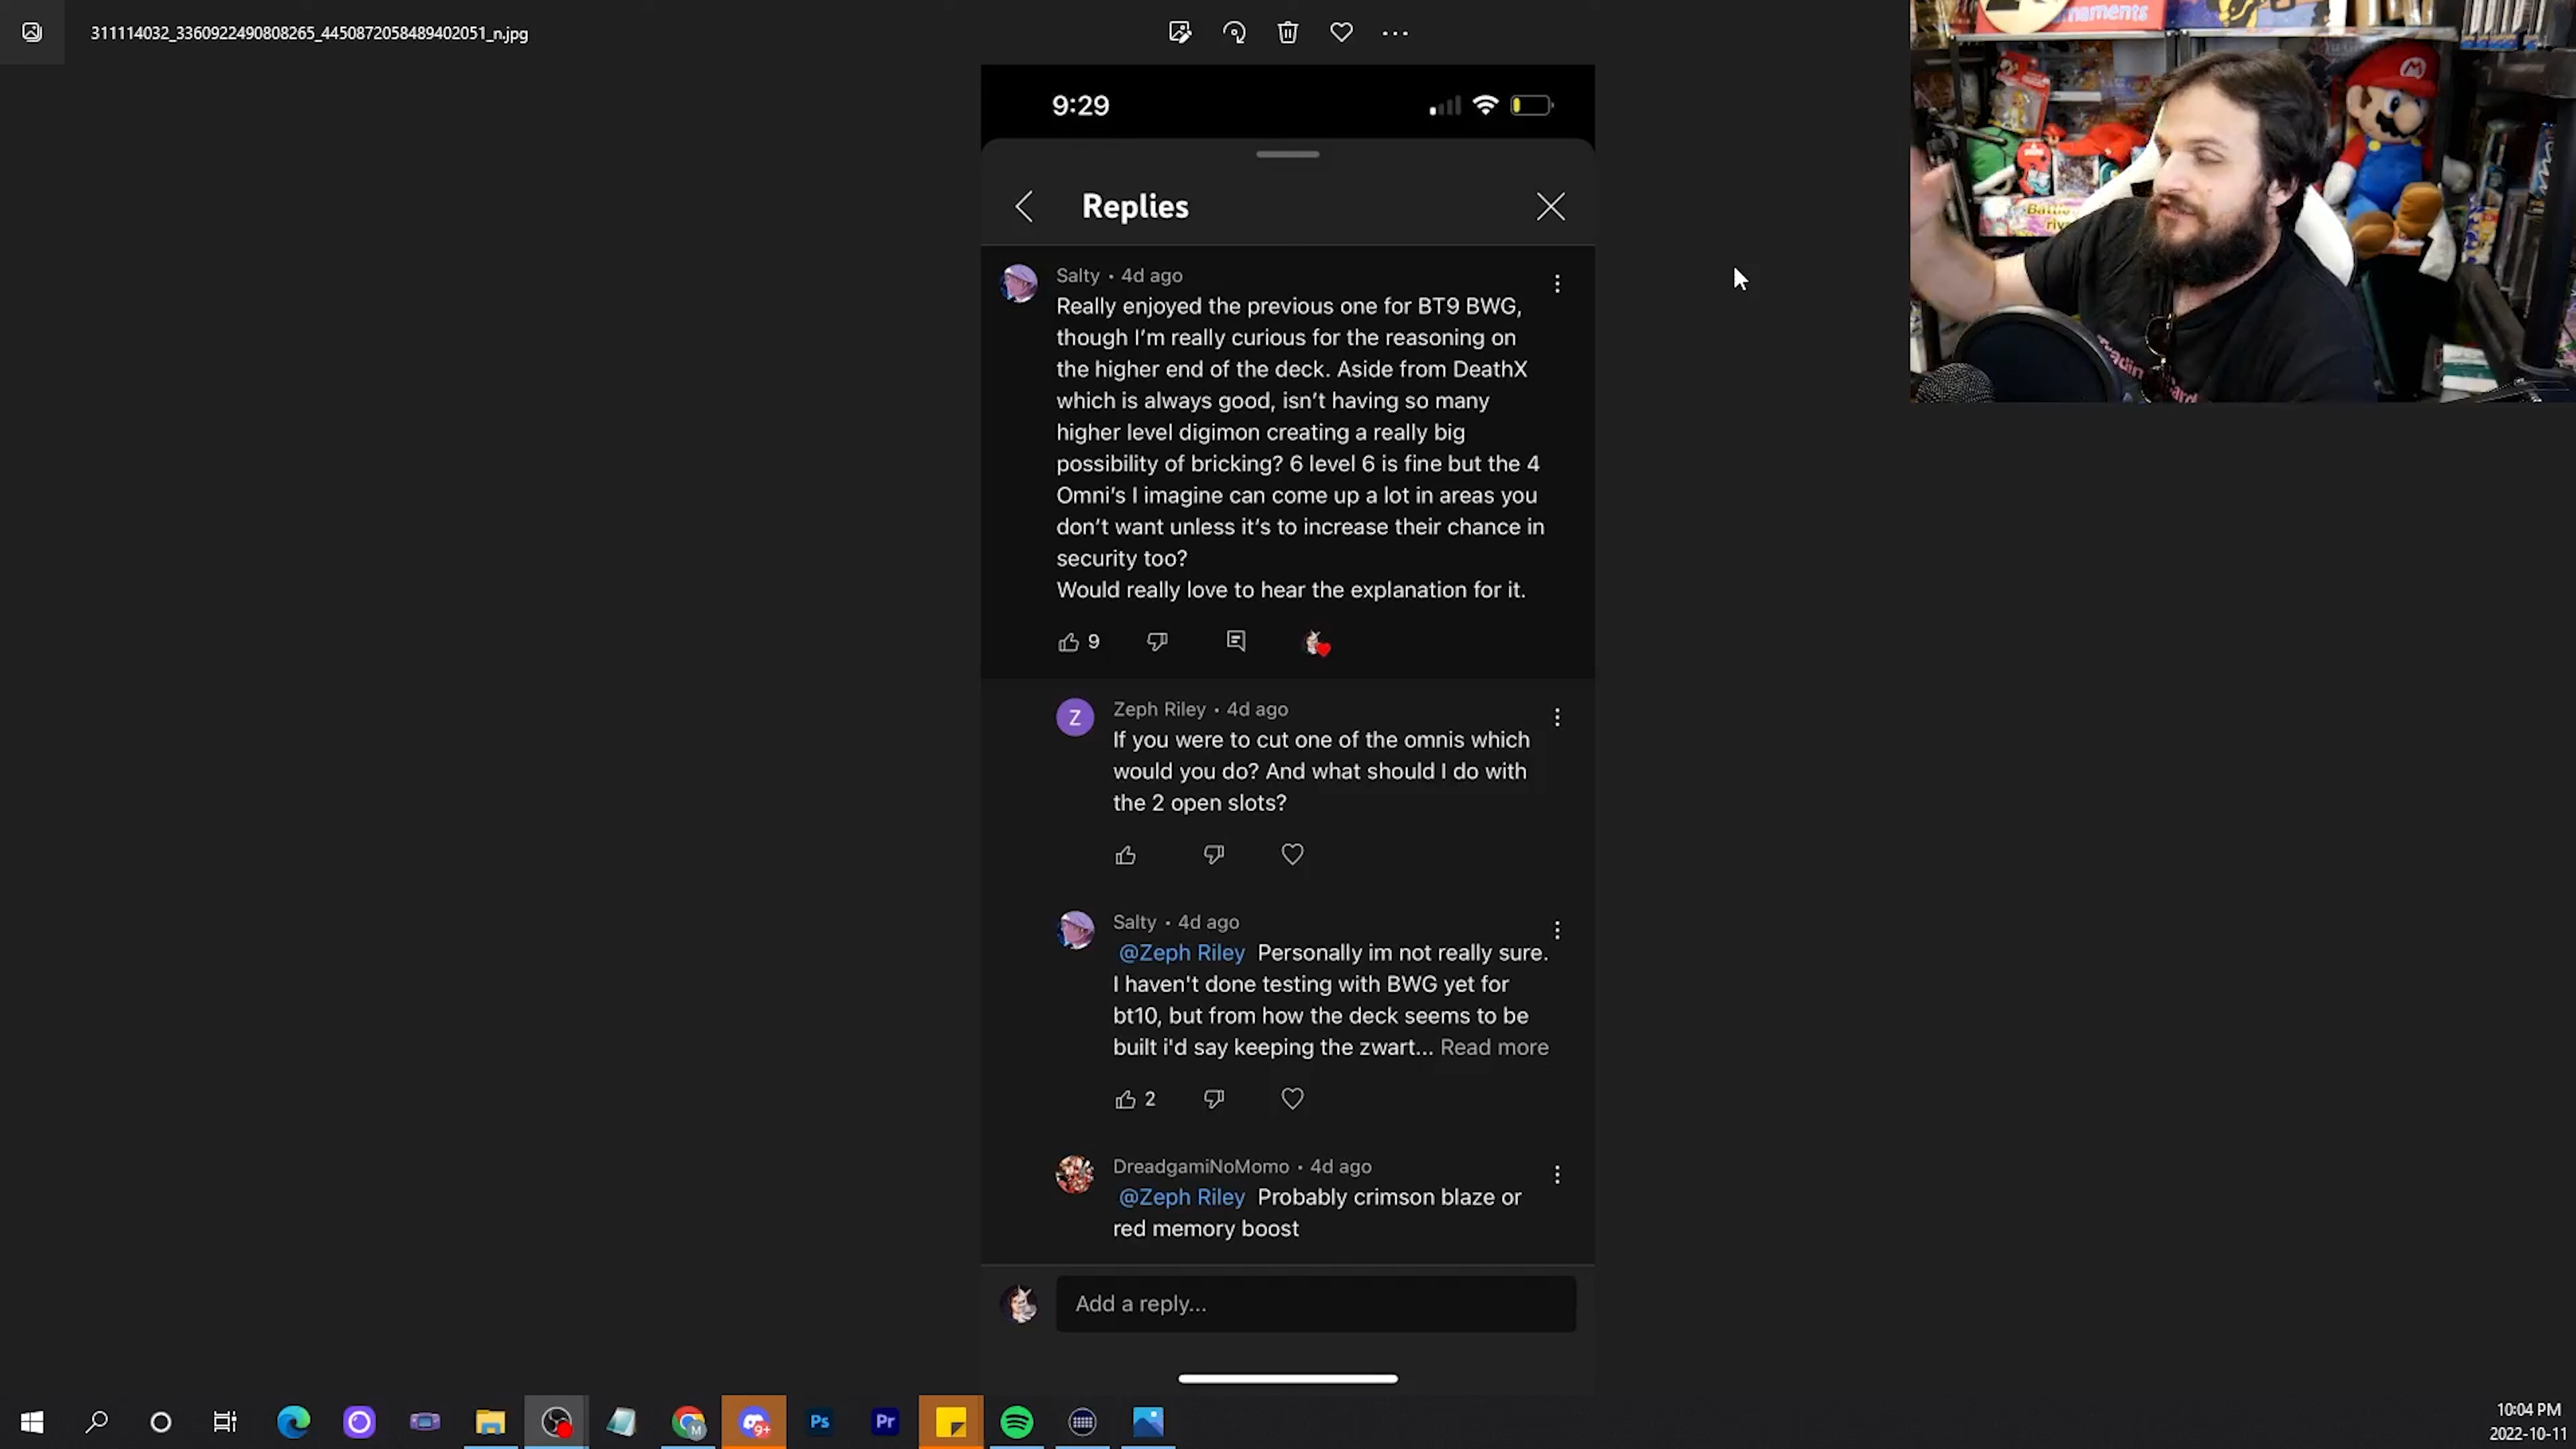 311114032_3360922490808265_4450872058489402051_n.jpg
9:29
Replies
Salty • 4d ago
Really enjoyed the previous one for BT9 BWG,
though I'm really curious for the reasoning on
the higher end of the deck. Aside from DeathX
which is always good, isn't having so many
higher level digimon creating a really big
possibility of bricking? 6 level 6 is fine but the 4
Omni's I imagine can come up a lot in areas you
don't want unless it's to increase their chance in
security too?
Would really love to hear the explanation for it.
9
Z
Zeph Riley • 4d ago
If you were to cut one of the omnis which
would you do? And what should I do with
the 2 open slots?
Salty • 4d ago
@Zeph Riley Personally im not really sure.
I haven't done testing with BWG yet for
bt10, but from how the deck seems to be
built i'd say keeping the zwart... Read more
2
DreadgamiNoMomo • 4d ago
@Zeph Riley Probably crimson blaze or
red memory boost
Add a reply...
M
9+
Ps
Pr
10:04 PM
2022-10-11